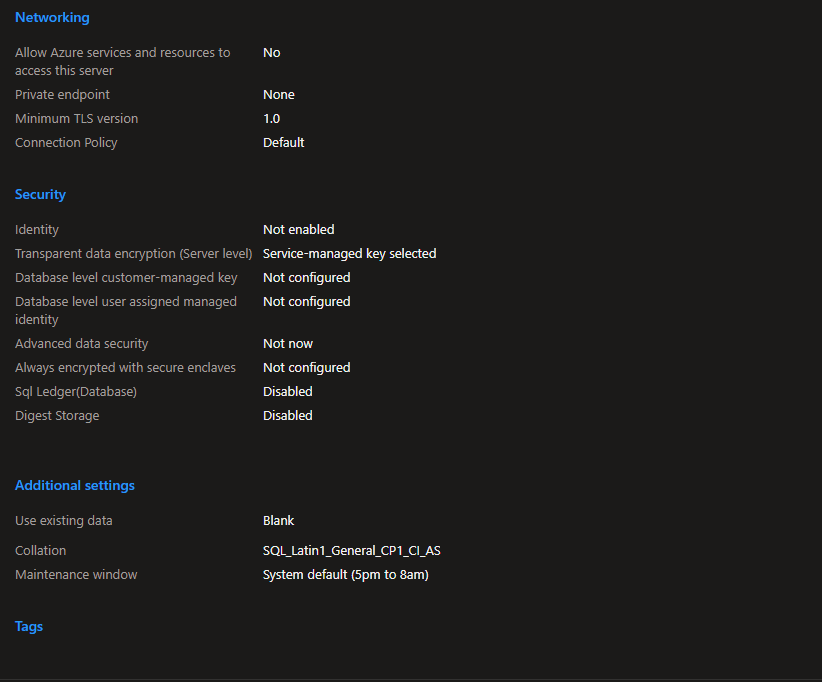 Networking
Allow Azure services and resources to No
access this server
Private endpoint None
Minimum TLS version 1.0
Connection Policy Default
Security
Identity Not enabled
Transparent data encryption (Server level) Service-managed key selected
Database level customer-managed key Not configured
Database level user assigned managed Not configured
identity
Advanced data security Not now
Always encrypted with secure enclaves Not configured
Sql Ledger(Database) Disabled
Digest Storage Disabled
Additional settings
Use existing data Blank
Collation SQL_Latin1_General_CP1_CI_AS
Maintenance window System default (5pm to 8am)
Tags